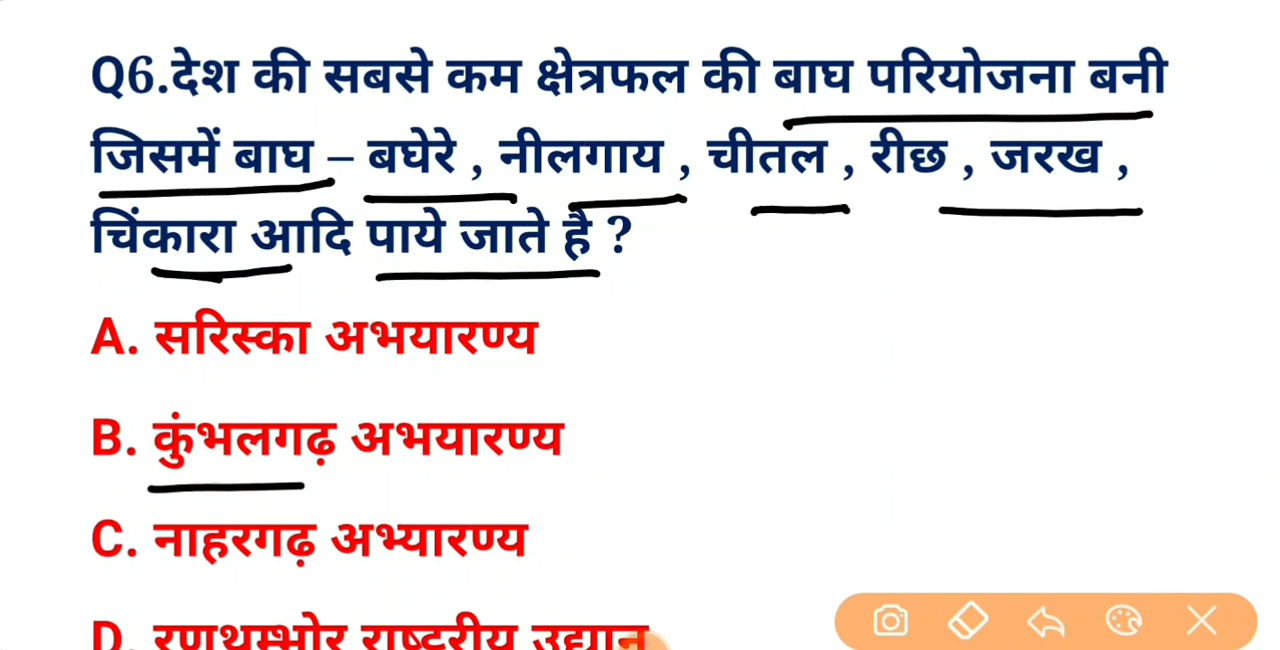 Q6.देश की सबसे कम क्षेत्रफल की बाघ परियोजना बनी
जिसमें बाघ – बघेरे , नीलगाय , चीतल , रीछ , जरख ,
चिंकारा आदि पाये जाते है ?
A. सरिस्का अभयारण्य
B. कुंभलगढ़ अभयारण्य
C. नाहरगढ़ अभ्यारण्य
D. रणथम्भोर राष्ट्रीय उद्यान